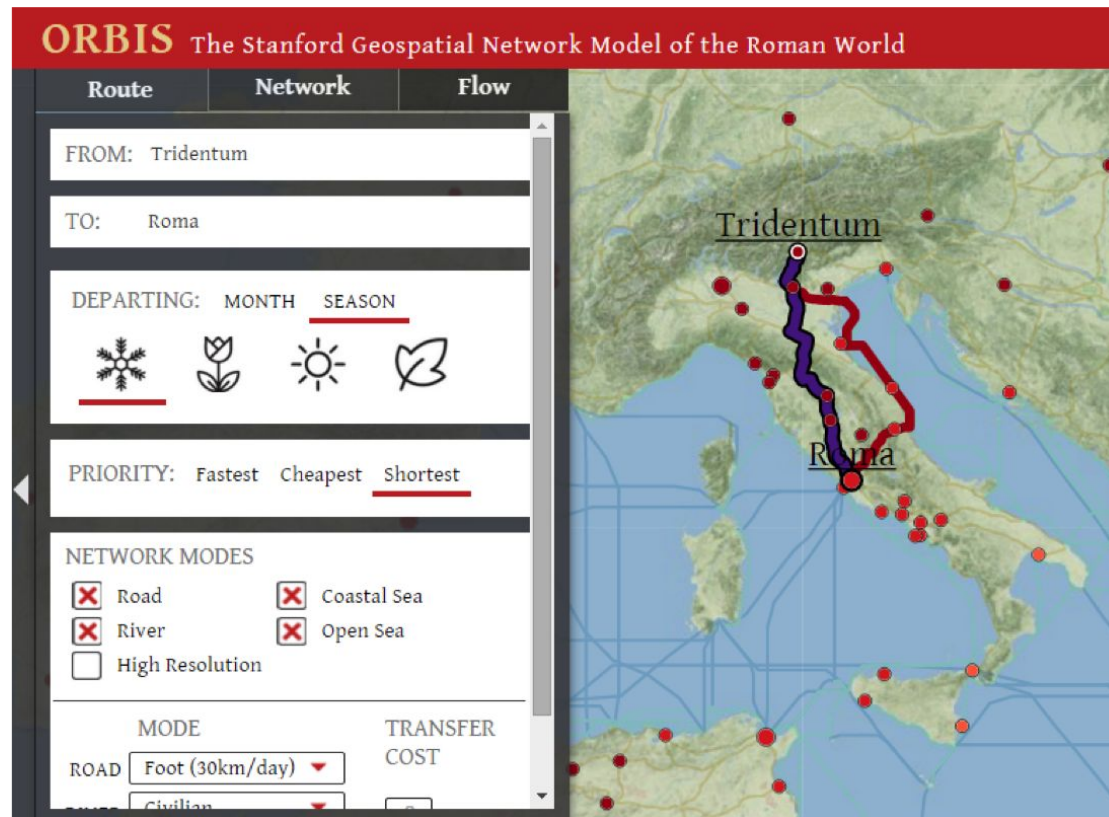 ORBIS The Stanford Geospatial Network Model of the Roman World
Route Network Flow
FROM: Tridentum
TO: Roma
DEPARTING: MONTH SEASON
PRIORITY: Fastest Cheapest Shortest
NETWORK MODES
Road Coastal Sea
River Open Sea
High Resolution
MODE TRANSFER COST
ROAD Foot (30km/day)
Civilian
Tridentum
Roma